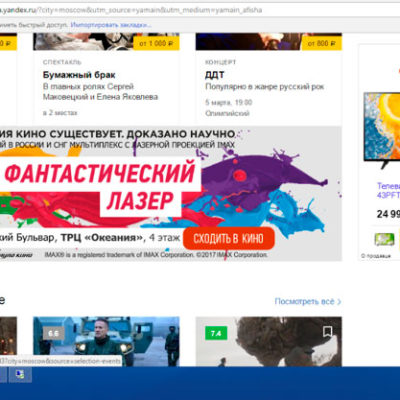 .yandex.ru/?city=moscow&utm_source=yamain&utm_medium=yamain_afisha
быстрый доступ. Импортировать закладки...
от 1 000 ₽
от 800 ₽
СПЕКТАКЛЬ
Бумажный брак
В главных ролях Сергей
Маковецкий и Елена Яковлева
в 2 местах
КОНЦЕРТ
ДДТ
Популярно в жанре русский рок
5 марта, 19:00
Олимпийский
КИНО СУЩЕСТВУЕТ. ДОКАЗАНО НАУЧНО
В РОССИИ И СНГ МУЛЬТИПЛЕКС С ЛАЗЕРНОЙ ПРОЕКЦИЕЙ IMAX
ФАНТАСТИЧЕСКИЙ
ЛАЗЕР
Бульвар, ТРЦ «Океания», 4 этаж
СХОДИТЬ В КИНО
кино
IMAX® is a registered trademark of IMAX Corporation. ©2017 IMAX Corporation.
Телев
43PFT
24 99
О продавце
Посмотреть всё >
6.6
7.4
city=moscow&source=selection-events